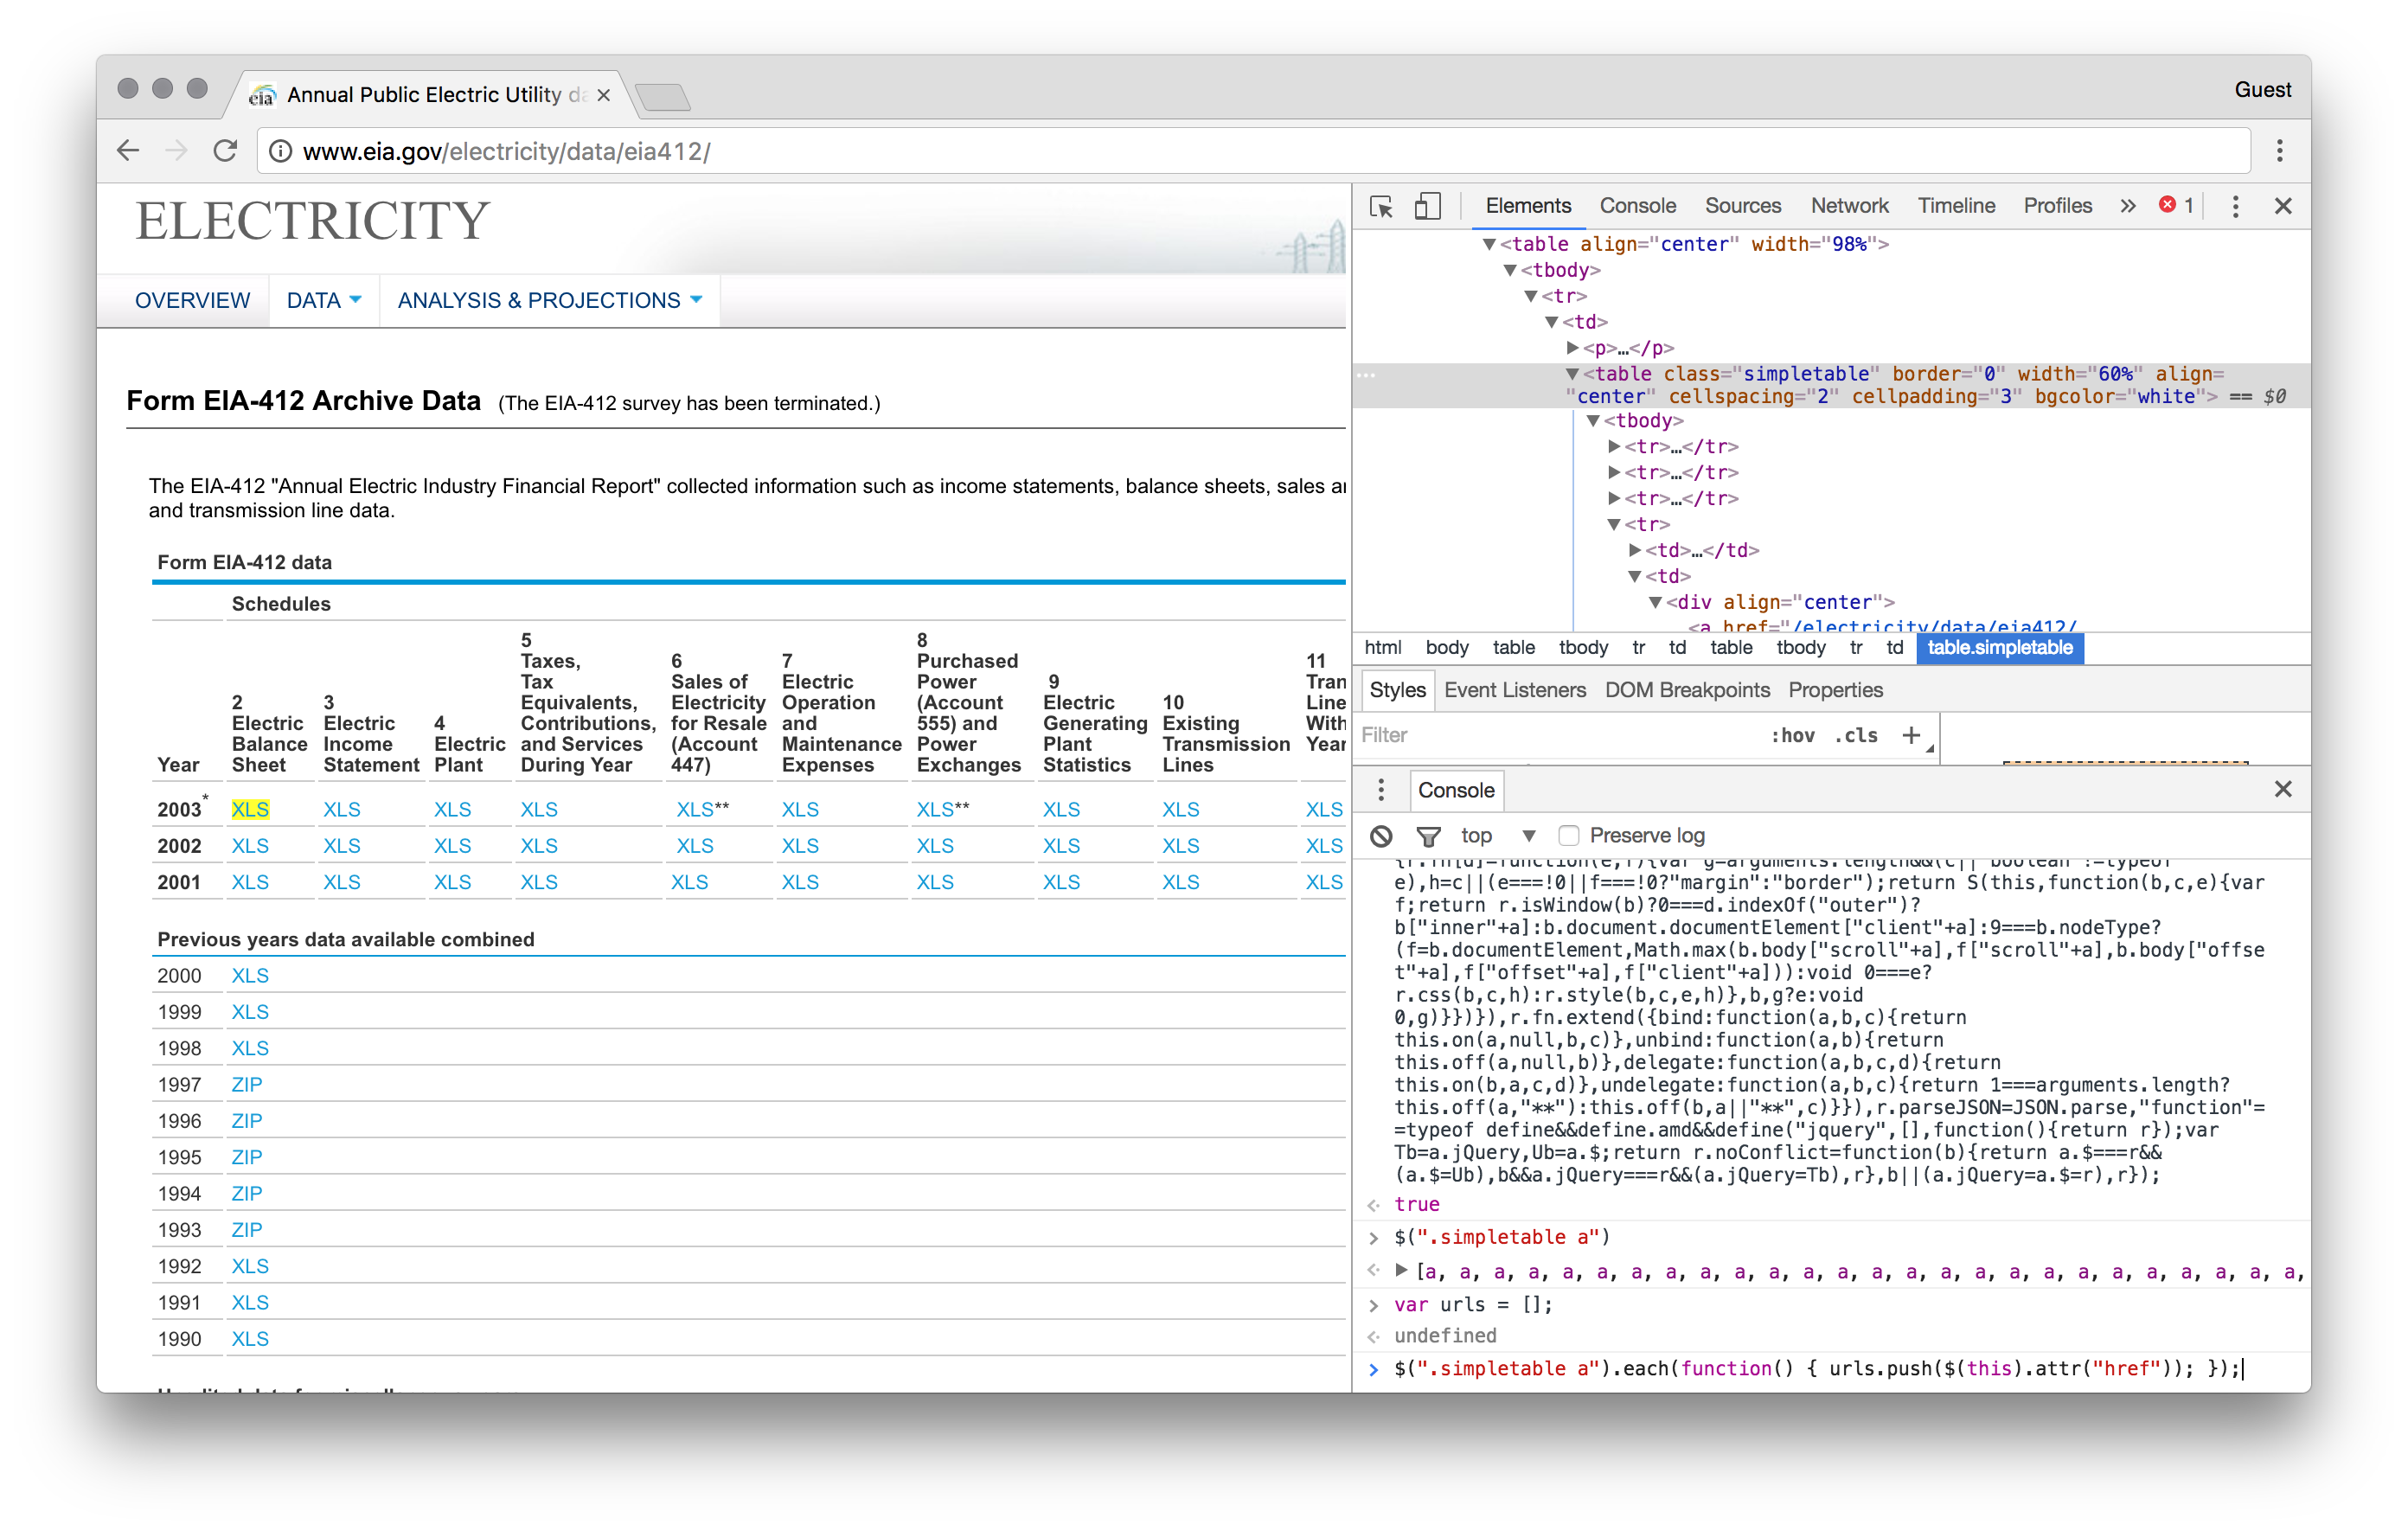 Annual Public Electric Utility da
Guest
www.eia.gov/electricity/data/eia412/
ELECTRICITY
OVERVIEW DATA ANALYSIS & PROJECTIONS
Form EIA-412 Archive Data (The EIA-412 survey has been terminated.)
The EIA-412 "Annual Electric Industry Financial Report" collected information such as income statements, balance sheets, sales a
and transmission line data.
Form EIA-412 data
Schedules
Year
2
Electric
Balance
Sheet
3
Electric
Income
Statement
4
Electric
Plant
5
Taxes,
Tax
Equivalents,
Contributions,
and Services
During Year
6
Sales of
Electricity
for Resale
(Account
447)
7
Electric
Operation
and
Maintenance
Expenses
8
Purchased
Power
(Account
555) and
Power
Exchanges
9
Electric
Generating
Plant
Statistics
10
Existing
Transmission
Lines
11
Tran
Line
With
Year
2003* XLS XLS XLS XLS XLS** XLS XLS** XLS XLS XLS
2002 XLS XLS XLS XLS XLS XLS XLS XLS XLS XLS
2001 XLS XLS XLS XLS XLS XLS XLS XLS XLS XLS
Previous years data available combined
2000 XLS
1999 XLS
1998 XLS
1997 ZIP
1996 ZIP
1995 ZIP
1994 ZIP
1993 ZIP
1992 XLS
1991 XLS
1990 XLS
Elements Console Sources Network Timeline Profiles » 1
<table align="center" width="98%">
<tbody>
<tr>
<td>
<p>…</p>
<table class="simpletable" border="0" width="60%" align=
"center" cellspacing="2" cellpadding="3" bgcolor="white"> == $0
<tbody>
<tr>…</tr>
<tr>…</tr>
<tr>…</tr>
<tr>
<td>…</td>
<td>
<div align="center">
<a href="/electricity/data/eia412/
html body table tbody tr td table tbody tr td table.simpletable
Styles Event Listeners DOM Breakpoints Properties
Filter :hov .cls +
Console
top Preserve log
{r.fn[d]=function(e,f){var g=arguments.length&&(c||"boolean"!=typeof
e),h=c||(e===!0||f===!0?"margin":"border");return S(this,function(b,c,e){var
f;return r.isWindow(b)?0===d.indexOf("outer")?
b["inner"+a]:b.document.documentElement["client"+a]:9===b.nodeType?
(f=b.documentElement,Math.max(b.body["scroll"+a],f["scroll"+a],b.body["offse
t"+a],f["offset"+a],f["client"+a])):void 0===e?
r.css(b,c,h):r.style(b,c,e,h)},b,g?e:void
0,g)}})}),r.fn.extend({bind:function(a,b,c){return
this.on(a,null,b,c)},unbind:function(a,b){return
this.off(a,null,b)},delegate:function(a,b,c,d){return
this.on(b,a,c,d)},undelegate:function(a,b,c){return 1===arguments.length?
this.off(a,"**"):this.off(b,a||"**",c)}}),r.parseJSON=JSON.parse,"function"=
=typeof define&&define.amd&&define("jquery",[],function(){return r});var
Tb=a.jQuery,Ub=a.$;return r.noConflict=function(b){return a.$===r&&
(a.$=Ub),b&&a.jQuery===r&&(a.jQuery=Tb),r},b||(a.jQuery=a.$=r),r});
true
$(".simpletable a")
[a, a, a, a, a, a, a, a, a, a, a, a, a, a, a, a, a, a, a, a, a, a, a, a, a, a,
var urls = [];
undefined
$(".simpletable a").each(function() { urls.push($(this).attr("href")); });